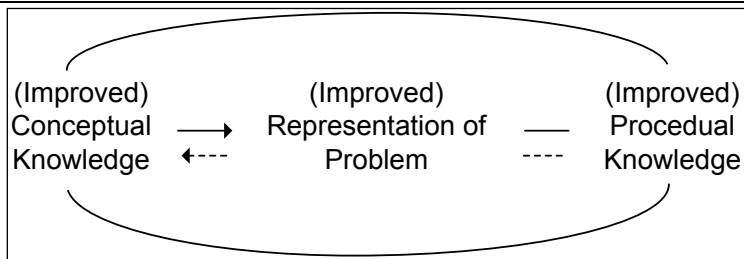 (Improved) (Improved) (Improved)
Conceptual Representation of Procedual
Knowledge Problem Knowledge